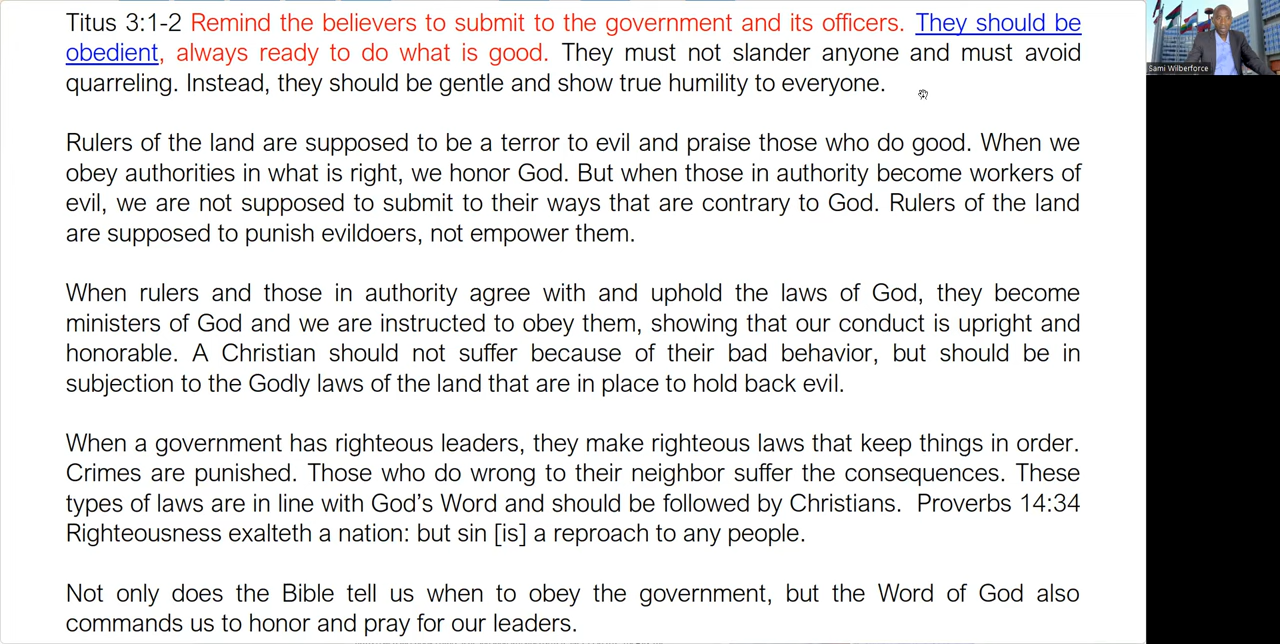 Titus 3:1-2 Remind the believers to submit to the government and its officers. They should be
obedient, always ready to do what is good. They must not slander anyone and must avoid
quarreling. Instead, they should be gentle and show true humility to everyone.
Rulers of the land are supposed to be a terror to evil and praise those who do good. When we
obey authorities in what is right, we honor God. But when those in authority become workers of
evil, we are not supposed to submit to their ways that are contrary to God. Rulers of the land
are supposed to punish evildoers, not empower them.
When rulers and those in authority agree with and uphold the laws of God, they become
ministers of God and we are instructed to obey them, showing that our conduct is upright and
honorable. A Christian should not suffer because of their bad behavior, but should be in
subjection to the Godly laws of the land that are in place to hold back evil.
When a government has righteous leaders, they make righteous laws that keep things in order.
Crimes are punished. Those who do wrong to their neighbor suffer the consequences. These
types of laws are in line with God's Word and should be followed by Christians. Proverbs 14:34
Righteousness exalteth a nation: but sin [is] a reproach to any people.
Not only does the Bible tell us when to obey the government, but the Word of God also
commands us to honor and pray for our leaders.
Sami Wilberforce